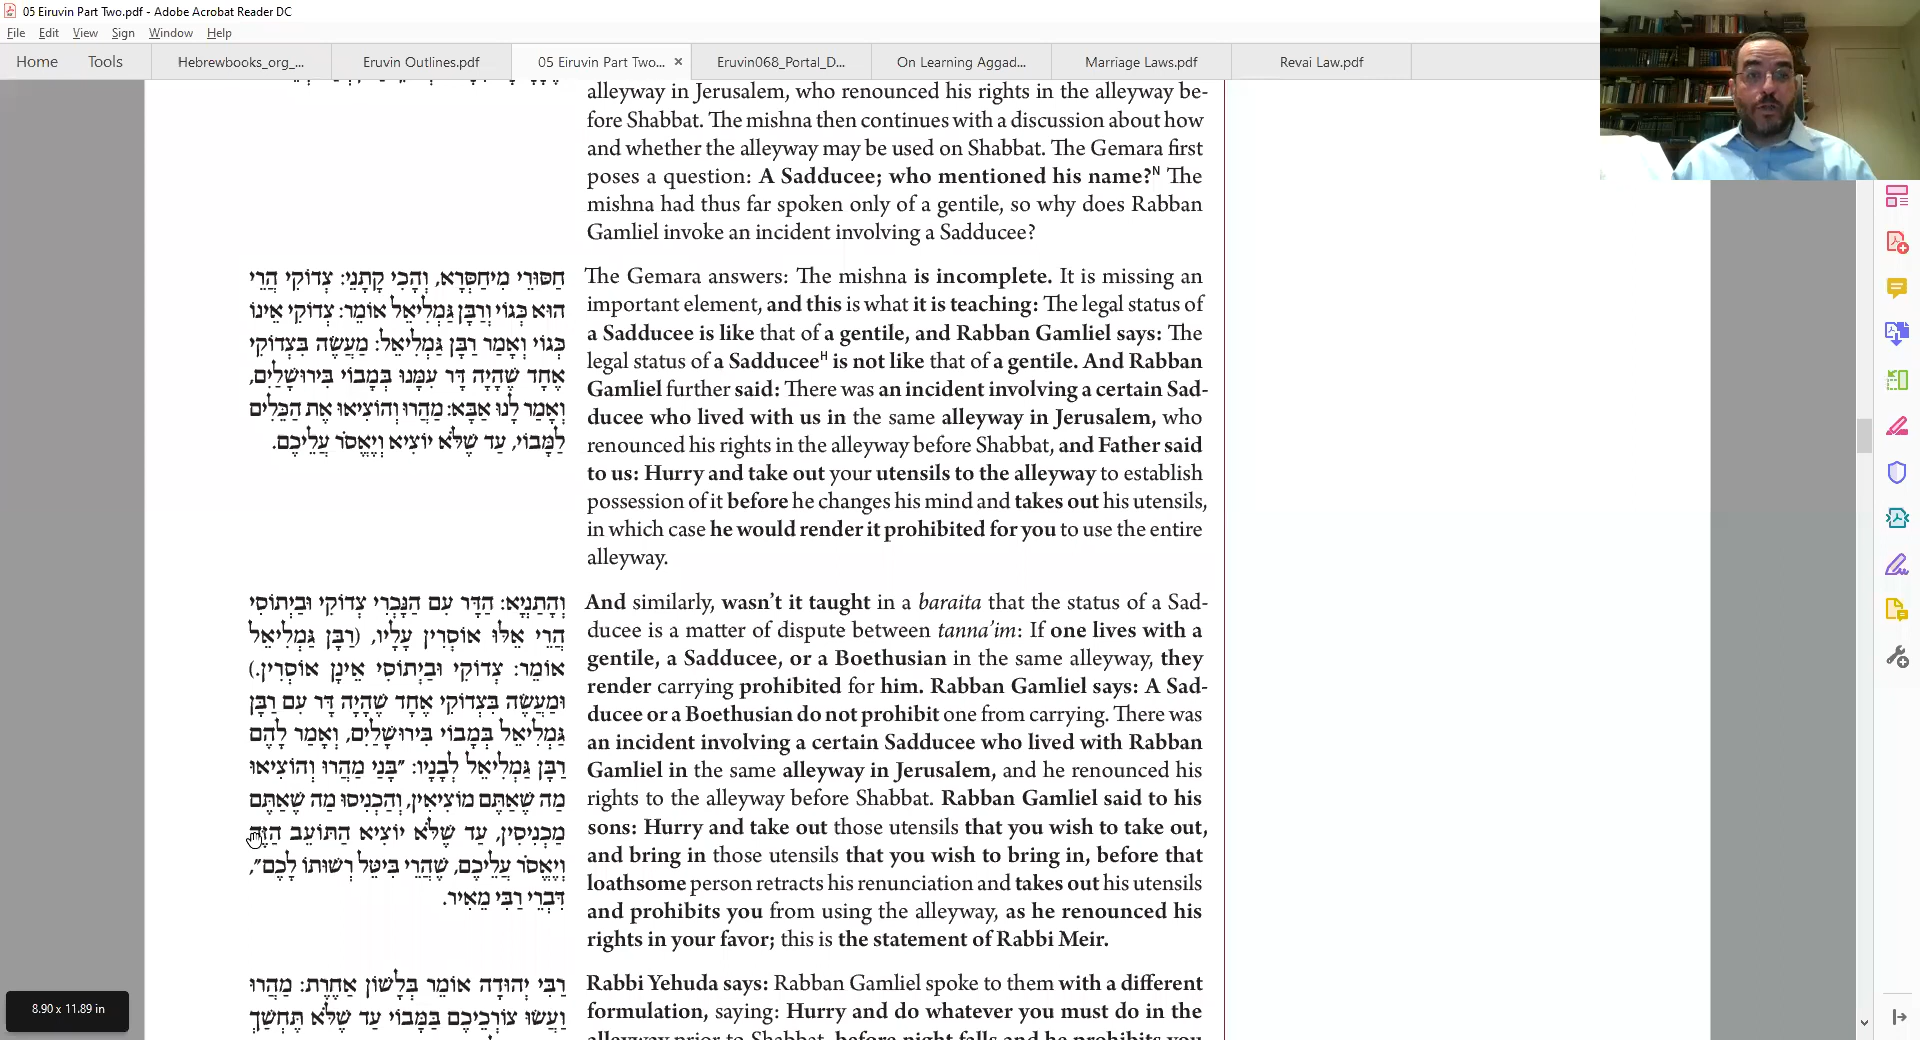 05 Eiruvin Part Two.pdf - Adobe Acrobat Reader DC
File Edit View Sign Window Help
Home Tools Hebrewbooks_org_... Eruvin Outlines.pdf 05 Eiruvin Part Two... × Eruvin068_Portal_D... On Learning Aggad... Marriage Laws.pdf Revai Law.pdf
alleyway in Jerusalem, who renounced his rights in the alleyway be-
fore Shabbat. The mishna then continues with a discussion about how
and whether the alleyway may be used on Shabbat. The Gemara first
poses a question: A Sadducee; who mentioned his name?ᴺ The
mishna had thus far spoken only of a gentile, so why does Rabban
Gamliel invoke an incident involving a Sadducee?
חַסּוּרֵי מִיחַסְּרָא, וְהָכִי קָתָנֵי: צְדוֹקִי הֲרֵי
הוּא כְּגוֹי וְרַבָּן גַּמְלִיאֵל אוֹמֵר: צְדוֹקִי אֵינוֹ
כְּגוֹי וְאָמַר רַבָּן גַּמְלִיאֵל: מַעֲשֶׂה בִּצְדוֹקִי
אֶחָד שֶׁהָיָה דָּר עִמָּנוּ בְּמָבוֹי בִּירוּשָׁלַיִם,
וְאָמַר לָנוּ אַבָּא: מַהֲרוּ וְהוֹצִיאוּ אֶת הַכֵּלִים
לַמָּבוֹי, עַד שֶׁלֹּא יוֹצִיא וְיֶאֱסֹר עֲלֵיכֶם.
The Gemara answers: The mishna is incomplete. It is missing an
important element, and this is what it is teaching: The legal status of
a Sadducee is like that of a gentile, and Rabban Gamliel says: The
legal status of a Sadduceeᴴ is not like that of a gentile. And Rabban
Gamliel further said: There was an incident involving a certain Sad-
ducee who lived with us in the same alleyway in Jerusalem, who
renounced his rights in the alleyway before Shabbat, and Father said
to us: Hurry and take out your utensils to the alleyway to establish
possession of it before he changes his mind and takes out his utensils,
in which case he would render it prohibited for you to use the entire
alleyway.
וְהָתַנְיָא: הַדָּר עִם הַנָּכְרִי צְדוֹקִי וּבַיְתוֹסִי
הֲרֵי אֵלּוּ אוֹסְרִין עָלָיו, (רַבָּן גַּמְלִיאֵל
אוֹמֵר: צְדוֹקִי וּבַיְתוֹסִי אֵינָן אוֹסְרִין.)
וּמַעֲשֶׂה בִּצְדוֹקִי אֶחָד שֶׁהָיָה דָּר עִם רַבָּן
גַּמְלִיאֵל בְּמָבוֹי בִּירוּשָׁלַיִם, וְאָמַר לָהֶם
רַבָּן גַּמְלִיאֵל לְבָנָיו: "בָּנַי מַהֲרוּ וְהוֹצִיאוּ
מַה שֶּׁאַתֶּם מוֹצִיאִין, וְהַכְנִיסוּ מַה שֶּׁאַתֶּם
מַכְנִיסִין, עַד שֶׁלֹּא יוֹצִיא הַתּוֹעֵב הַזֶּה
וְיֶאֱסֹר עֲלֵיכֶם, שֶׁהֲרֵי בִּיטֵּל רְשׁוּתוֹ לָכֶם",
דִּבְרֵי רַבִּי מֵאִיר.
And similarly, wasn't it taught in a baraita that the status of a Sad-
ducee is a matter of dispute between tanna'im: If one lives with a
gentile, a Sadducee, or a Boethusian in the same alleyway, they
render carrying prohibited for him. Rabban Gamliel says: A Sad-
ducee or a Boethusian do not prohibit one from carrying. There was
an incident involving a certain Sadducee who lived with Rabban
Gamliel in the same alleyway in Jerusalem, and he renounced his
rights to the alleyway before Shabbat. Rabban Gamliel said to his
sons: Hurry and take out those utensils that you wish to take out,
and bring in those utensils that you wish to bring in, before that
loathsome person retracts his renunciation and takes out his utensils
and prohibits you from using the alleyway, as he renounced his
rights in your favor; this is the statement of Rabbi Meir.
רַבִּי יְהוּדָה אוֹמֵר בְּלָשׁוֹן אַחֶרֶת: מַהֲרוּ
וַעֲשׂוּ צוֹרְכֵיכֶם בַּמָּבוֹי עַד שֶׁלֹּא תֶּחְשַׁךְ
Rabbi Yehuda says: Rabban Gamliel spoke to them with a different
formulation, saying: Hurry and do whatever you must do in the
alleyway prior to Shabbat, before night falls and he prohibits you
8.90 x 11.89 in